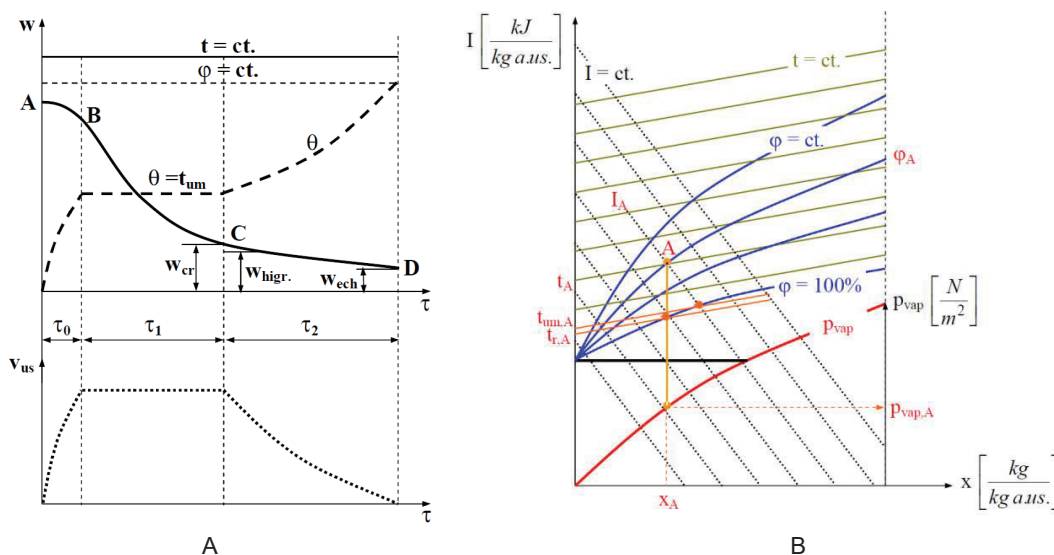 w
t = ct.
φ = ct.
A
B
θ
θ = t_um
C
D
w_cr
w_higr.
w_ech
τ
τ_0
τ_1
τ_2
v_us
τ
A
I [kJ / kg a.us.]
I = ct.
t = ct.
φ = ct.
φ_A
I_A
A
t_A
φ = 100%
p_vap [N / m²]
t_um,A
t_r,A
p_vap
p_vap,A
x_A
x [kg / kg a.us.]
B